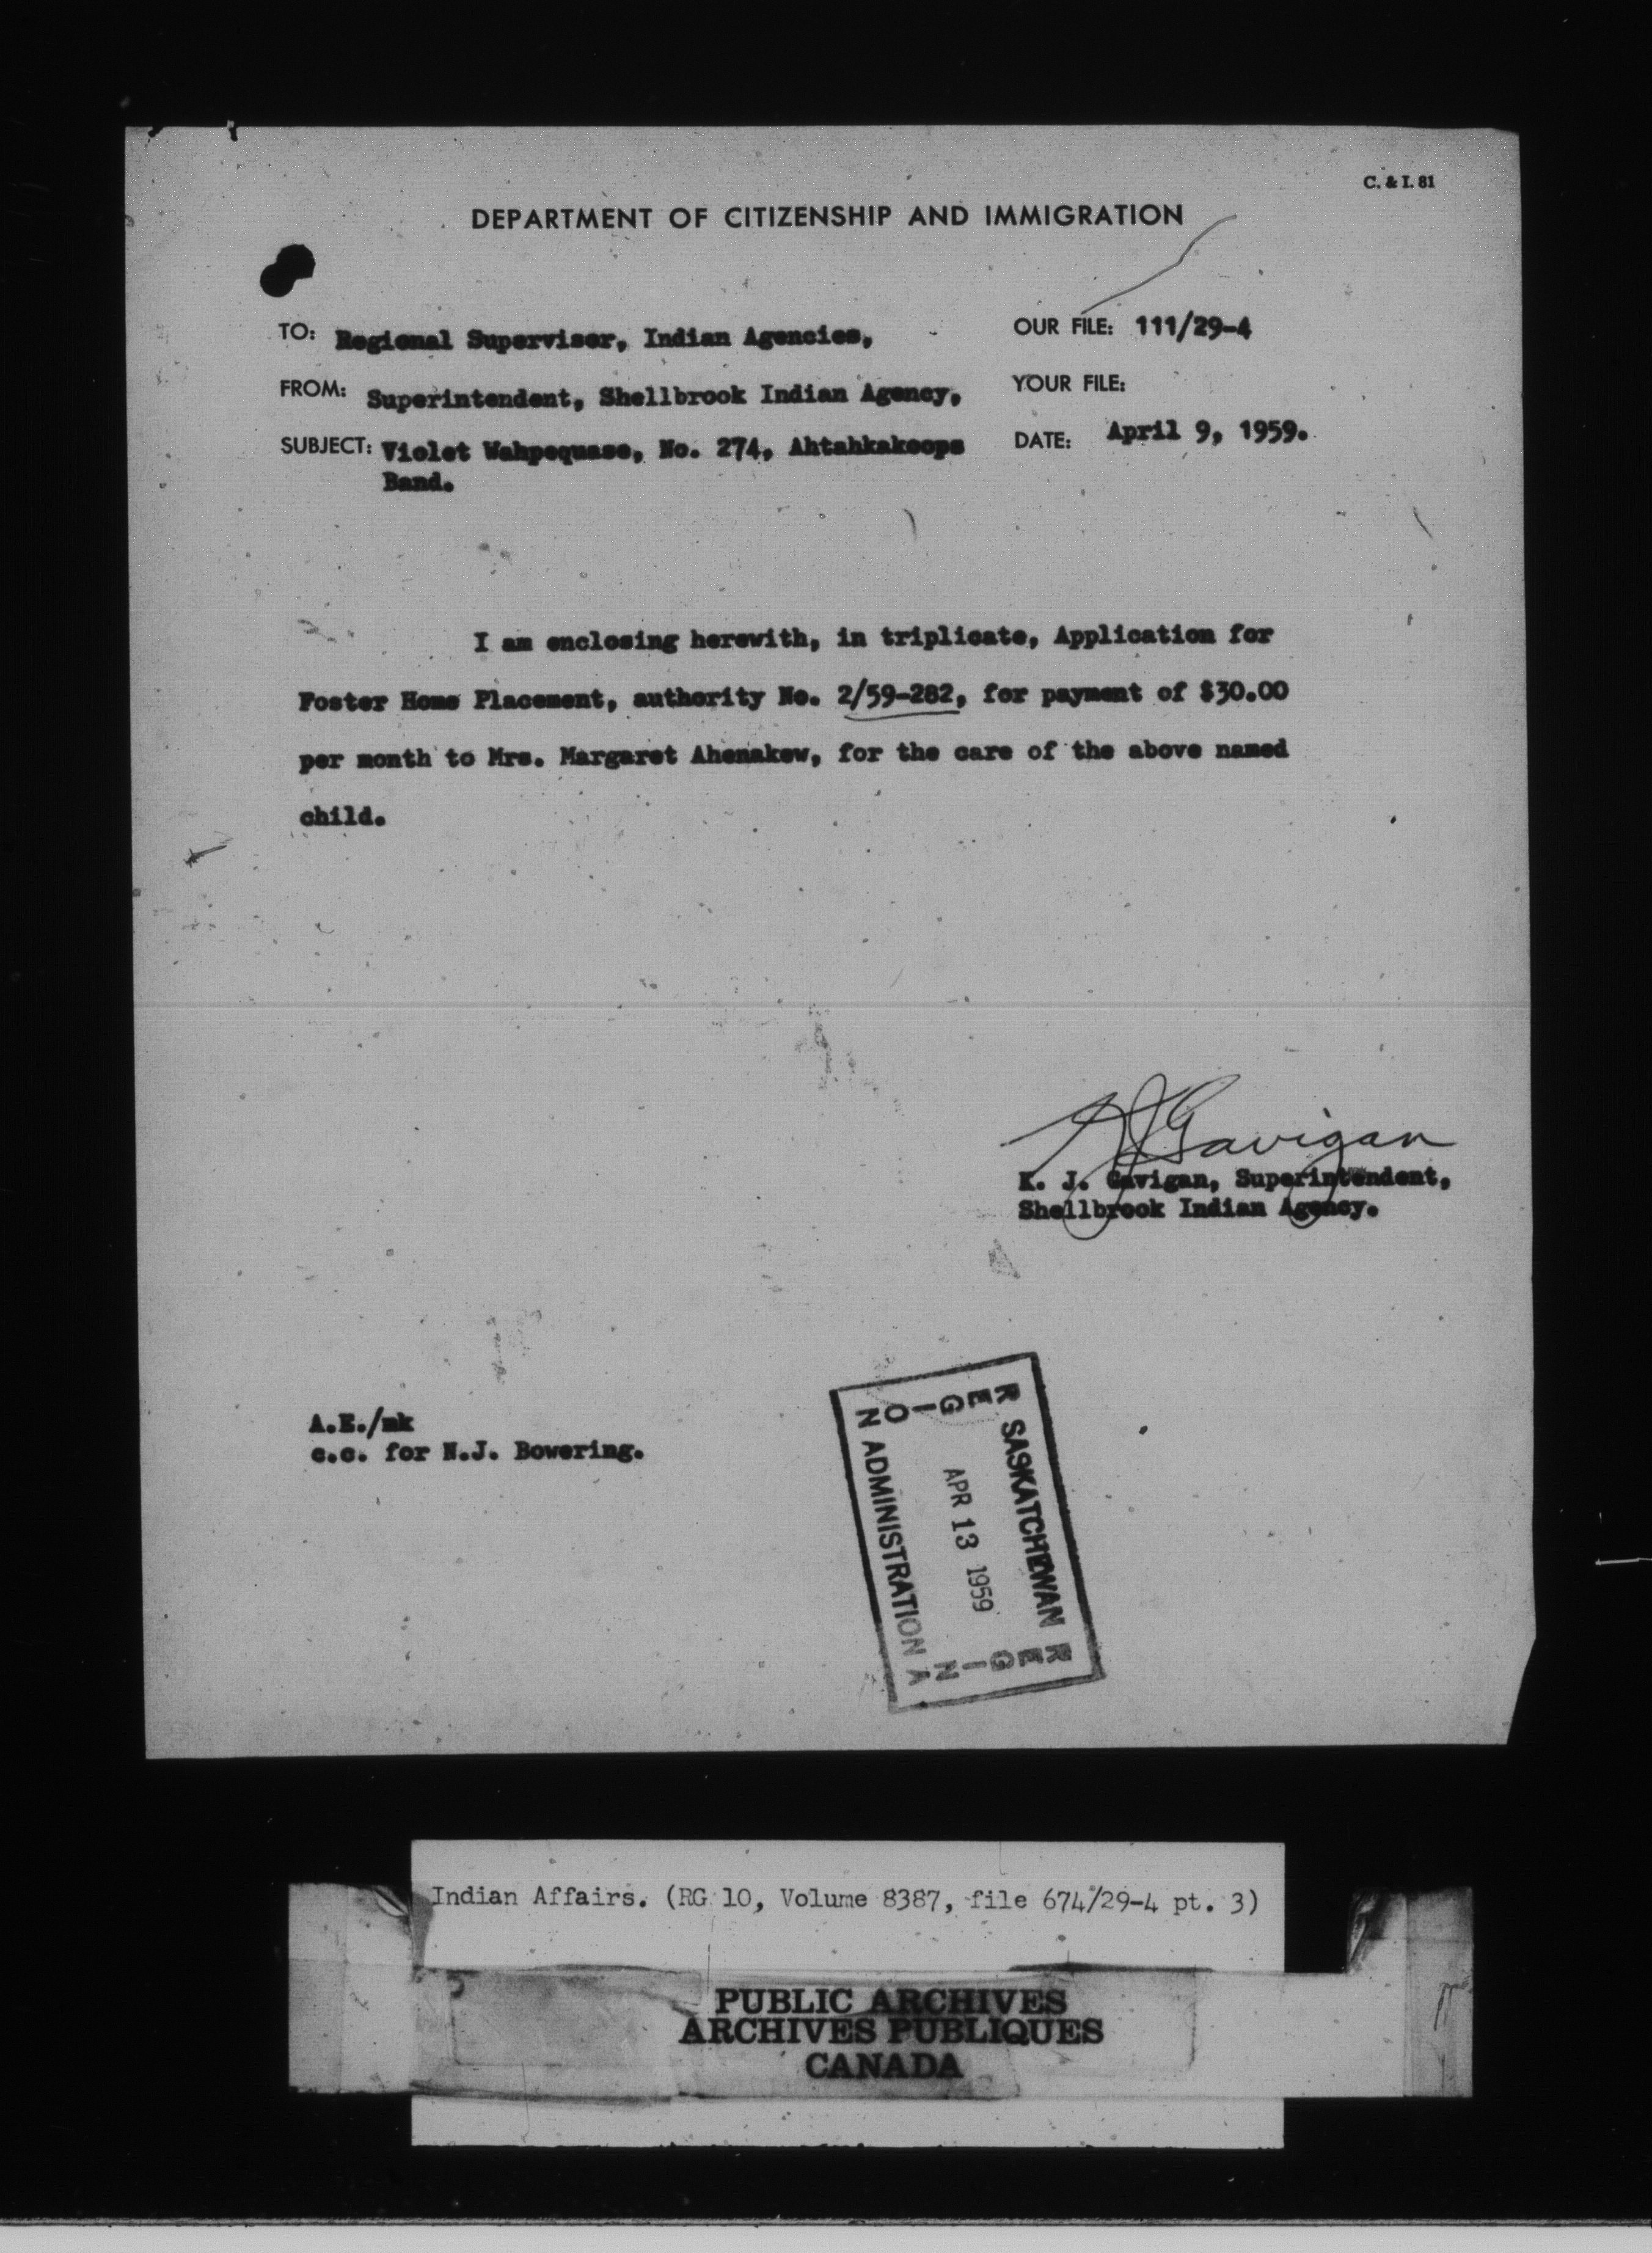 C. & I. 81
DEPARTMENT OF CITIZENSHIP AND IMMIGRATION
TO: Regional Supervisor, Indian Agencies,
OUR FILE: 111/29-4
FROM: Superintendent, Shellbrook Indian Agency,
YOUR FILE:
SUBJECT: Violet Wahpequase, No. 274, Ahtahkakoops
Band.
DATE: April 9, 1959.
I am enclosing herewith, in triplicate, Application for
Foster Home Placement, authority No. 2/59-282, for payment of $30.00
per month to Mrs. Margaret Ahenakew, for the care of the above named
child.
KJGavigan
K. J. Gavigan, Superintendent,
Shellbrook Indian Agency.
A.E./mk
c.c. for N.J. Bowering.
REGION
SASKATCHEWAN
APR 13 1959
ADMINISTRATION
REGINA
Indian Affairs. (RG 10, Volume 8387, file 674/29-4 pt. 3)
PUBLIC ARCHIVES
ARCHIVES PUBLIQUES
CANADA